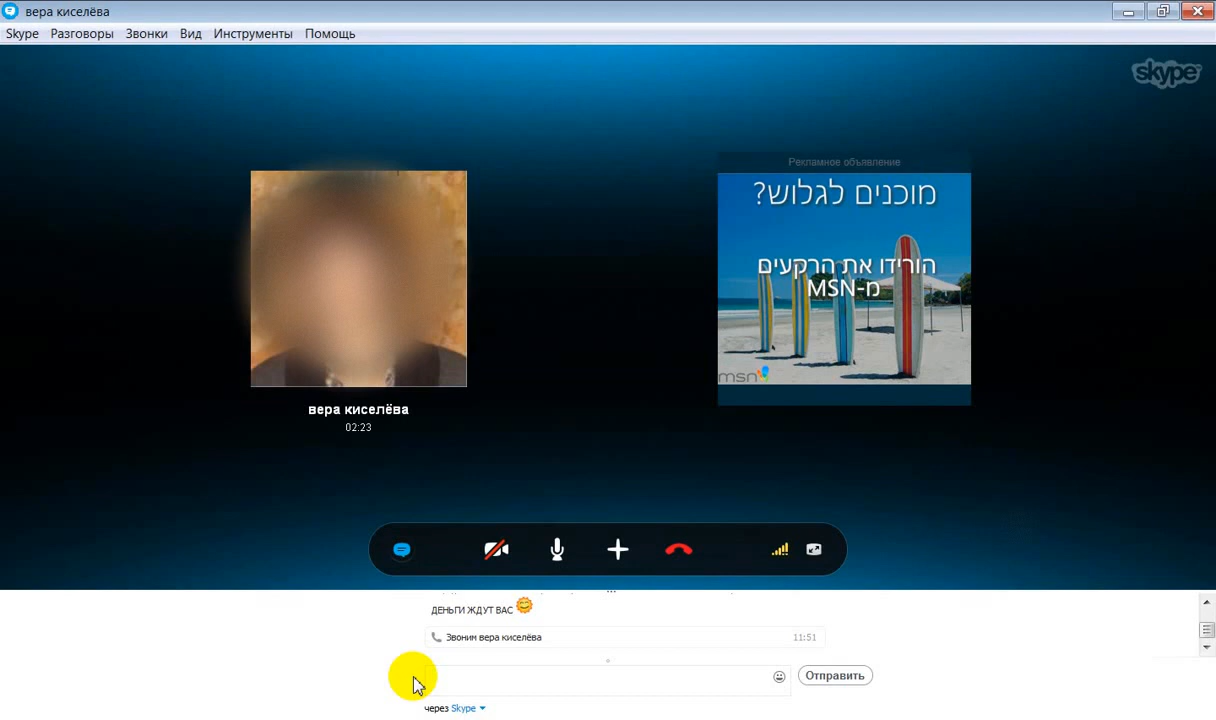 вера киселёва
Skype Разговоры Звонки Вид Инструменты Помощь
skype
Рекламное объявление
מוכנים לגלוש?
הורידו את הרקעים
מ-MSN
msn
вера киселёва
02:23
ДЕНЬГИ ЖДУТ ВАС
Звоним вера киселёва 11:51
Отправить
через Skype